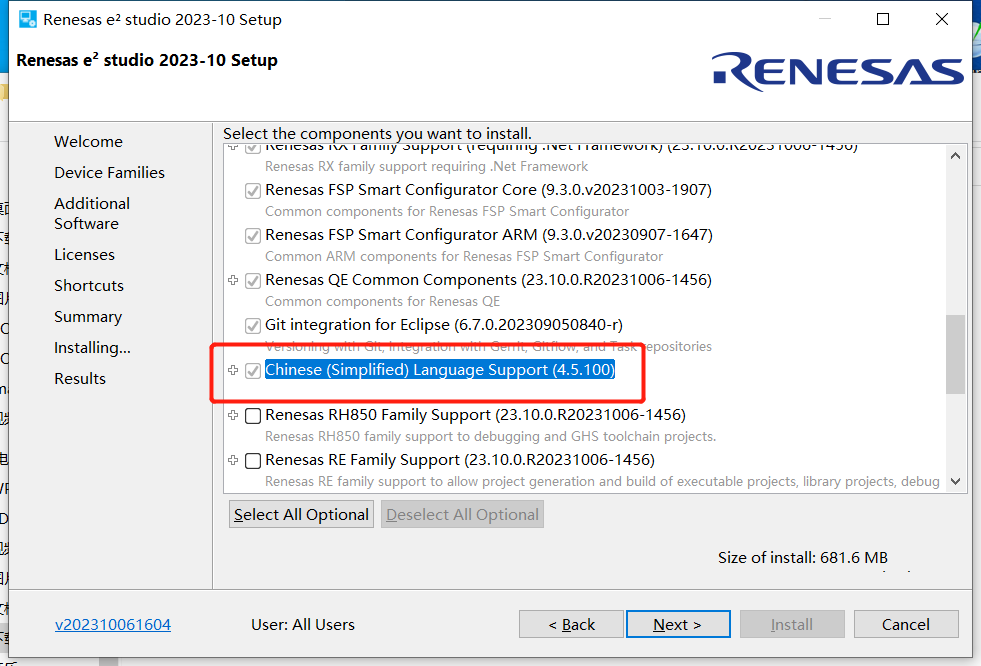 Renesas e² studio 2023-10 Setup
Renesas e² studio 2023-10 Setup
RENESAS
Welcome
Device Families
Additional
Software
Licenses
Shortcuts
Summary
Installing...
Results
Select the components you want to install.
Renesas RX Family Support (requiring .Net Framework) (23.10.0.R20231006-1456)
Renesas RX family support requiring .Net Framework
Renesas FSP Smart Configurator Core (9.3.0.v20231003-1907)
Common components for Renesas FSP Smart Configurator
Renesas FSP Smart Configurator ARM (9.3.0.v20230907-1647)
Common ARM components for Renesas FSP Smart Configurator
Renesas QE Common Components (23.10.0.R20231006-1456)
Common components for Renesas QE
Git integration for Eclipse (6.7.0.202309050840-r)
Versioning with Git, Integration with Gerrit, Gitflow, and Task repositories
Chinese (Simplified) Language Support (4.5.100)
Renesas RH850 Family Support (23.10.0.R20231006-1456)
Renesas RH850 family support to debugging and GHS toolchain projects.
Renesas RE Family Support (23.10.0.R20231006-1456)
Renesas RE family support to allow project generation and build of executable projects, library projects, debug
Select All Optional
Deselect All Optional
Size of install: 681.6 MB
v202310061604
User: All Users
< Back
Next >
Install
Cancel